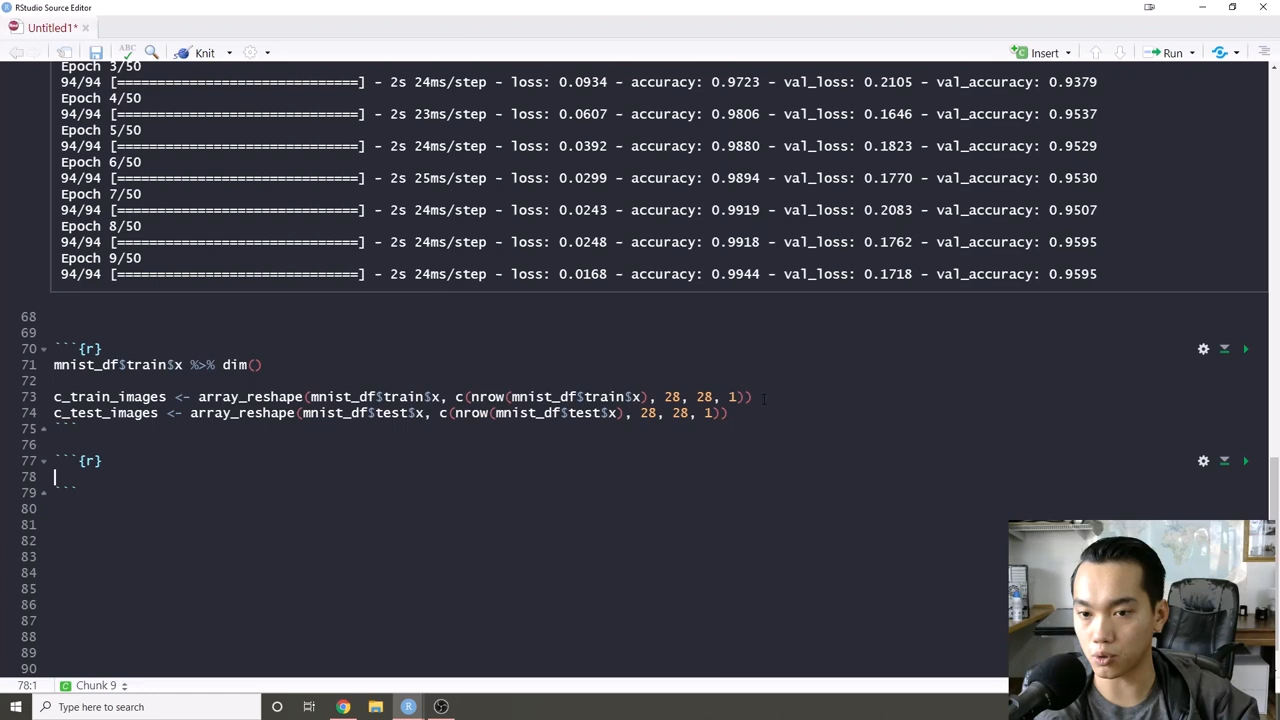 RStudio Source Editor
Untitled1*
ABC
Knit
Insert
Run
Epoch 3/50
94/94 [==============================] - 2s 24ms/step - loss: 0.0934 - accuracy: 0.9723 - val_loss: 0.2105 - val_accuracy: 0.9379
Epoch 4/50
94/94 [==============================] - 2s 23ms/step - loss: 0.0607 - accuracy: 0.9806 - val_loss: 0.1646 - val_accuracy: 0.9537
Epoch 5/50
94/94 [==============================] - 2s 24ms/step - loss: 0.0392 - accuracy: 0.9880 - val_loss: 0.1823 - val_accuracy: 0.9529
Epoch 6/50
94/94 [==============================] - 2s 25ms/step - loss: 0.0299 - accuracy: 0.9894 - val_loss: 0.1770 - val_accuracy: 0.9530
Epoch 7/50
94/94 [==============================] - 2s 24ms/step - loss: 0.0243 - accuracy: 0.9919 - val_loss: 0.2083 - val_accuracy: 0.9507
Epoch 8/50
94/94 [==============================] - 2s 24ms/step - loss: 0.0248 - accuracy: 0.9918 - val_loss: 0.1762 - val_accuracy: 0.9595
Epoch 9/50
94/94 [==============================] - 2s 24ms/step - loss: 0.0168 - accuracy: 0.9944 - val_loss: 0.1718 - val_accuracy: 0.9595
68
69
70 ```{r}
71 mnist_df$train$x %>% dim()
72
73 c_train_images <- array_reshape(mnist_df$train$x, c(nrow(mnist_df$train$x), 28, 28, 1))
74 c_test_images <- array_reshape(mnist_df$test$x, c(nrow(mnist_df$test$x), 28, 28, 1))
75 ```
76
77 ```{r}
78
79 ```
80
81
82
83
84
85
86
87
88
89
90
78:1 Chunk 9
Type here to search